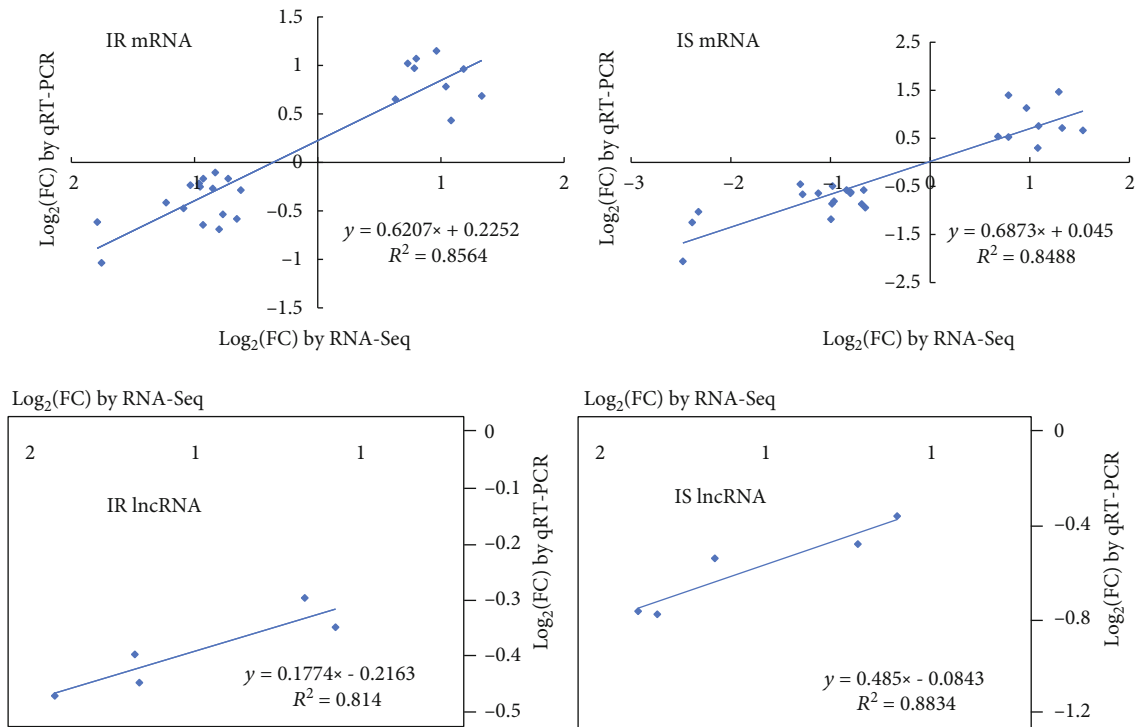 IR mRNA
Log2(FC) by qRT-PCR
1.5
1
0.5
0
–0.5
–1
–1.5
2
1
0
1
2
y = 0.6207× + 0.2252
R² = 0.8564
Log2(FC) by RNA-Seq
IS mRNA
Log2(FC) by qRT-PCR
2.5
1.5
0.5
–0.5
–1.5
–2.5
–3
–2
–1
0
1
2
y = 0.6873× + 0.045
R² = 0.8488
Log2(FC) by RNA-Seq
Log2(FC) by RNA-Seq
2
1
1
0
–0.1
–0.2
–0.3
–0.4
–0.5
IR lncRNA
Log2(FC) by qRT-PCR
y = 0.1774× - 0.2163
R² = 0.814
Log2(FC) by RNA-Seq
2
1
1
0
–0.4
–0.8
–1.2
IS lncRNA
Log2(FC) by qRT-PCR
y = 0.485× - 0.0843
R² = 0.8834